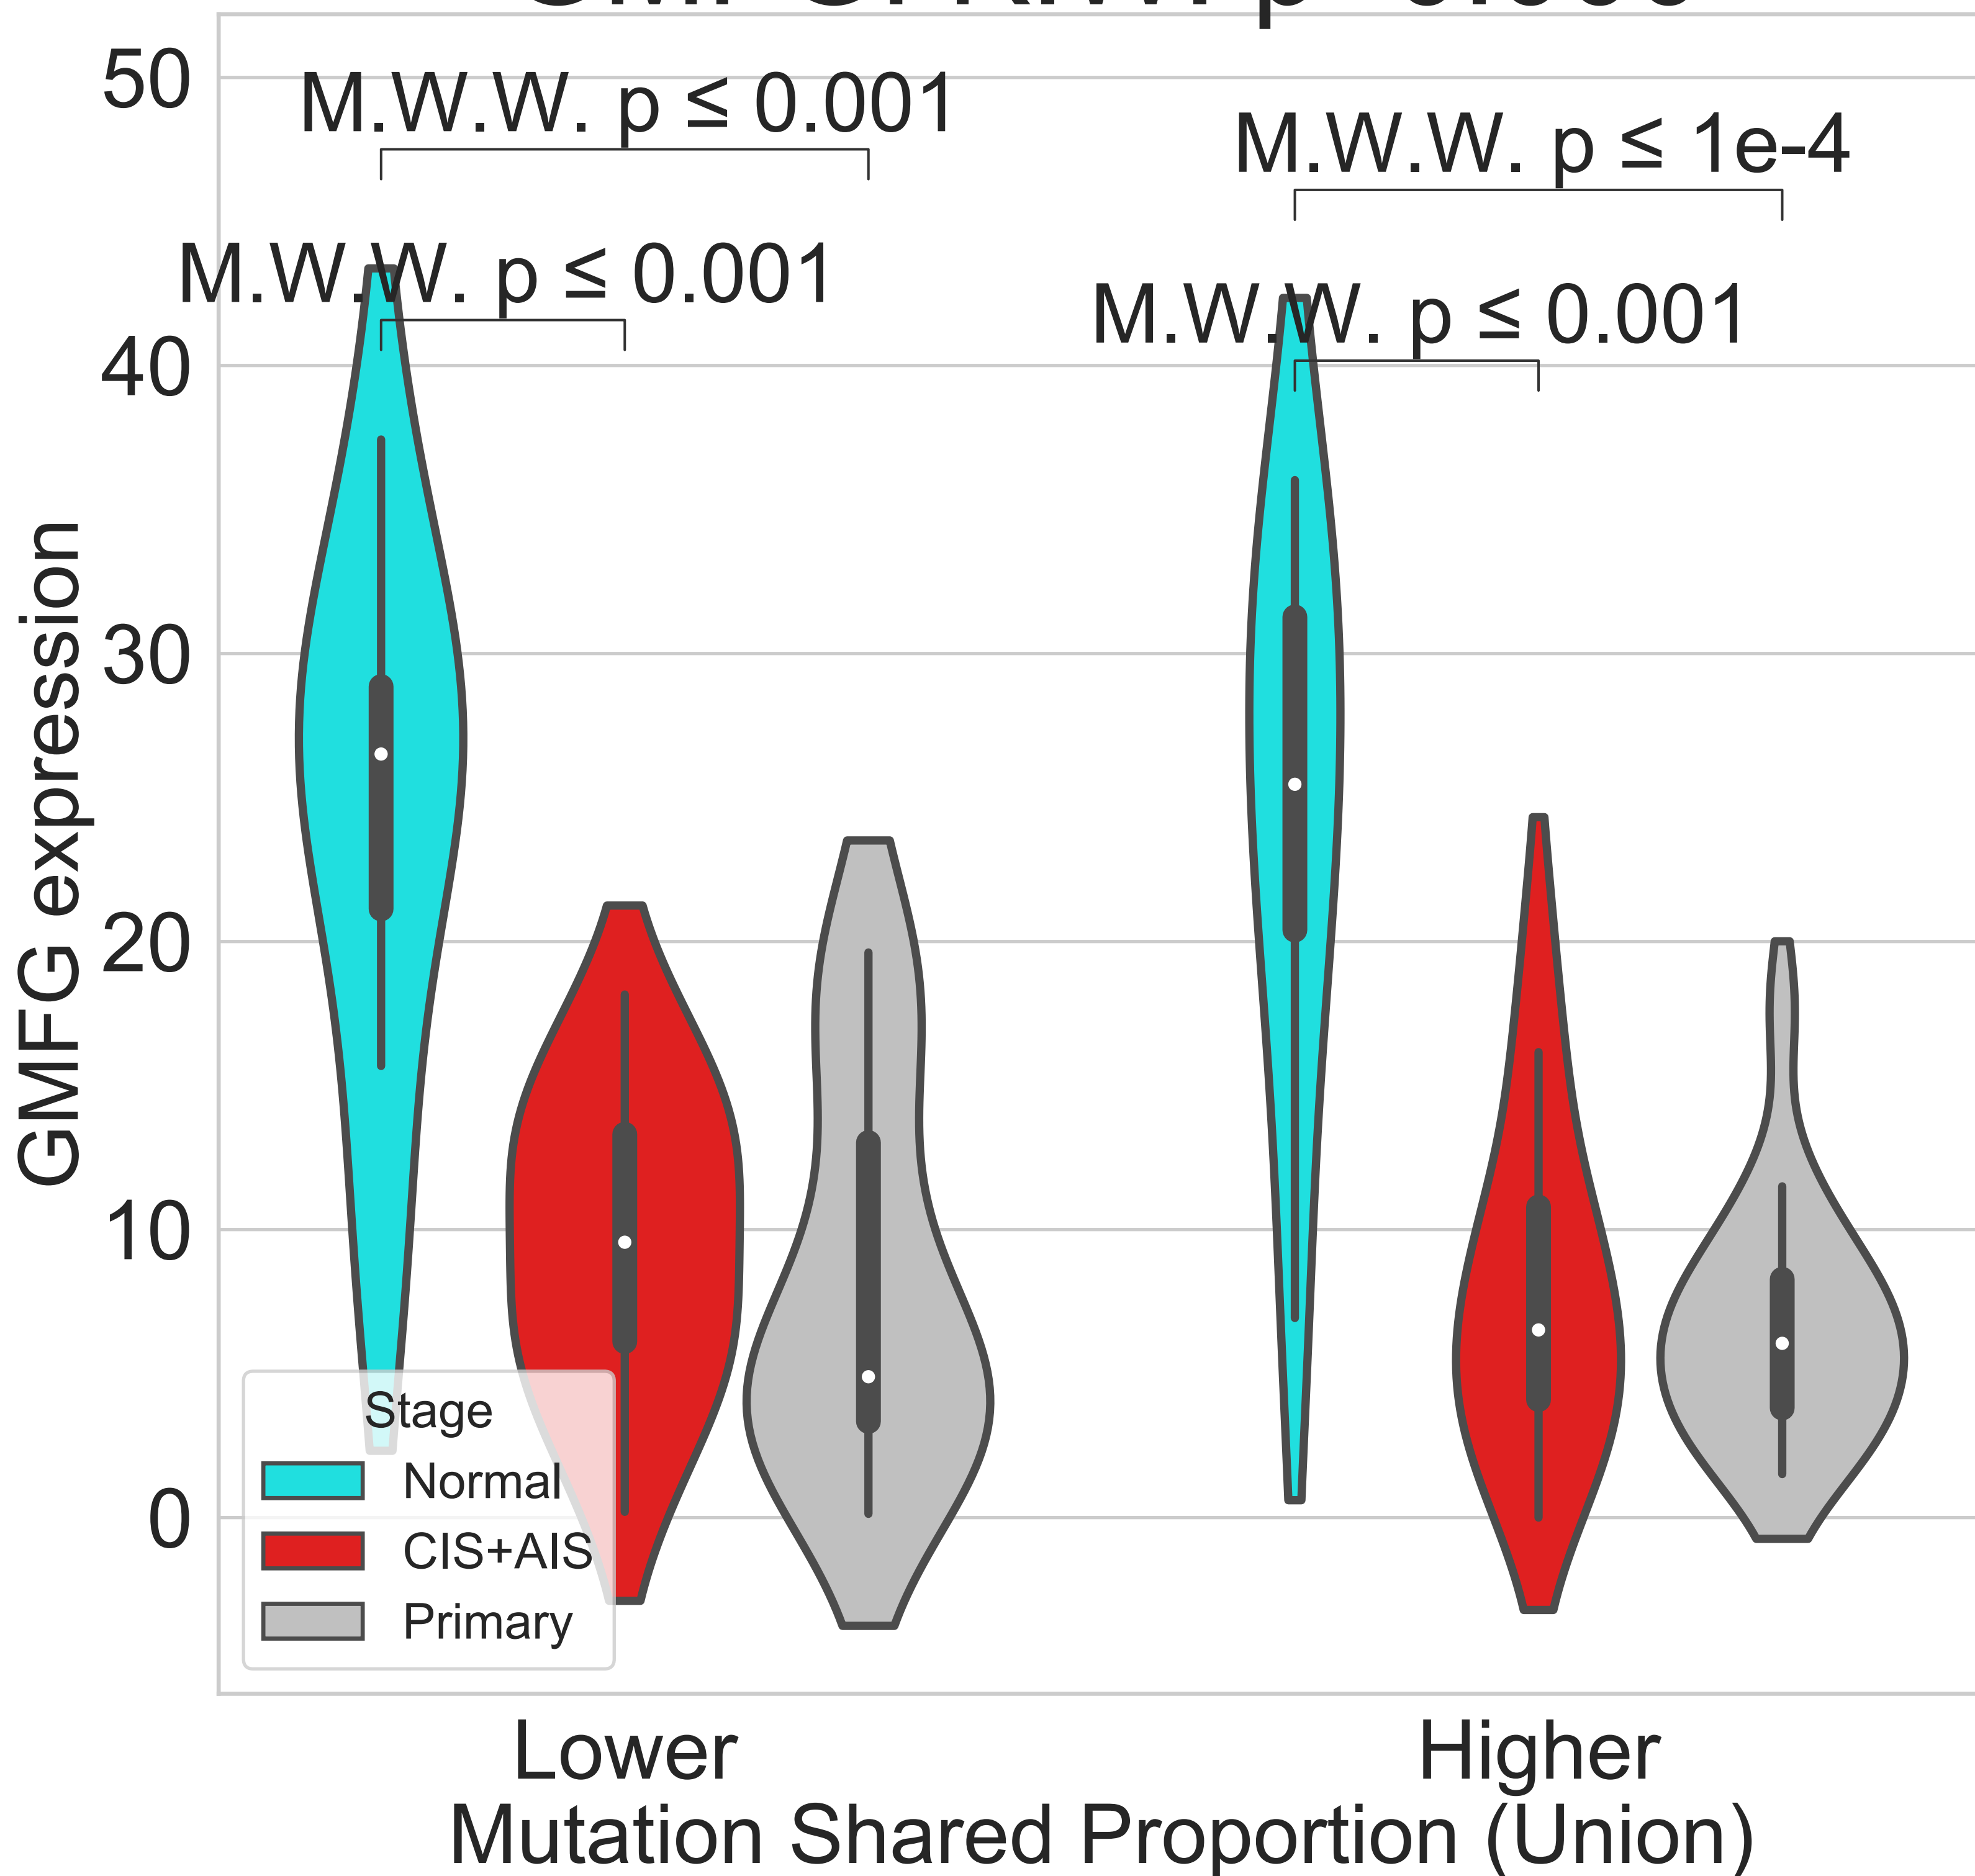 M.W.W. p ≤ 0.001
M.W.W. p ≤ 1e-4
M.W.W. p ≤ 0.001
M.W.W. p ≤ 0.001
GMFG expression
50
40
30
20
10
0
Stage
Normal
CIS+AIS
Primary
Lower
Higher
Mutation Shared Proportion (Union)